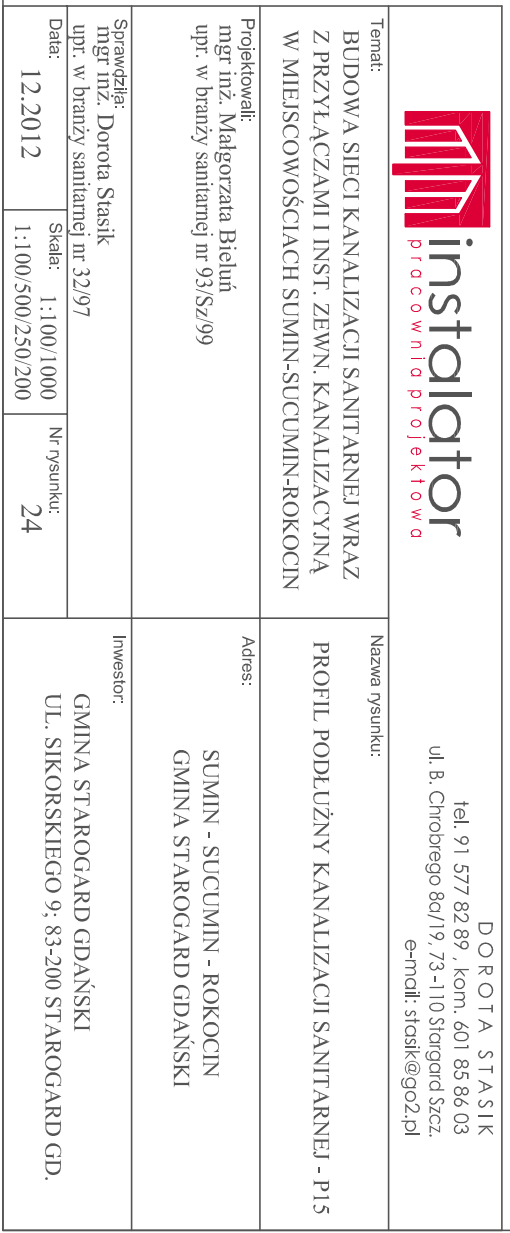 instalator
pracownia projektowa
DOROTA STASIK
tel. 91 577 82 89 , kom. 601 85 86 03
ul. B. Chrobrego 8a/19, 73 -110 Stargard Szcz.
e-mail: stasik@go2.pl
Temat:
BUDOWA SIECI KANALIZACJI SANITARNEJ WRAZ
Z PRZYŁĄCZAMI I INST. ZEWN. KANALIZACYJNĄ
W MIEJSCOWOŚCIACH SUMIN-SUCUMIN-ROKOCIN
Nazwa rysunku:
PROFIL PODŁUŻNY KANALIZACJI SANITARNEJ - P15
Projektowali:
mgr inż. Małgorzata Bieluń
upr. w branży sanitarnej nr 93/Sz/99
Adres:
SUMIN - SUCUMIN - ROKOCIN
GMINA STAROGARD GDAŃSKI
Sprawdziła:
mgr inż. Dorota Stasik
upr. w branży sanitarnej nr 32/97
Data:
12.2012
Skala:
1:100/1000
1:100/500/250/200
Nr rysunku:
24
Inwestor:
GMINA STAROGARD GDAŃSKI
UL. SIKORSKIEGO 9; 83-200 STAROGARD GD.